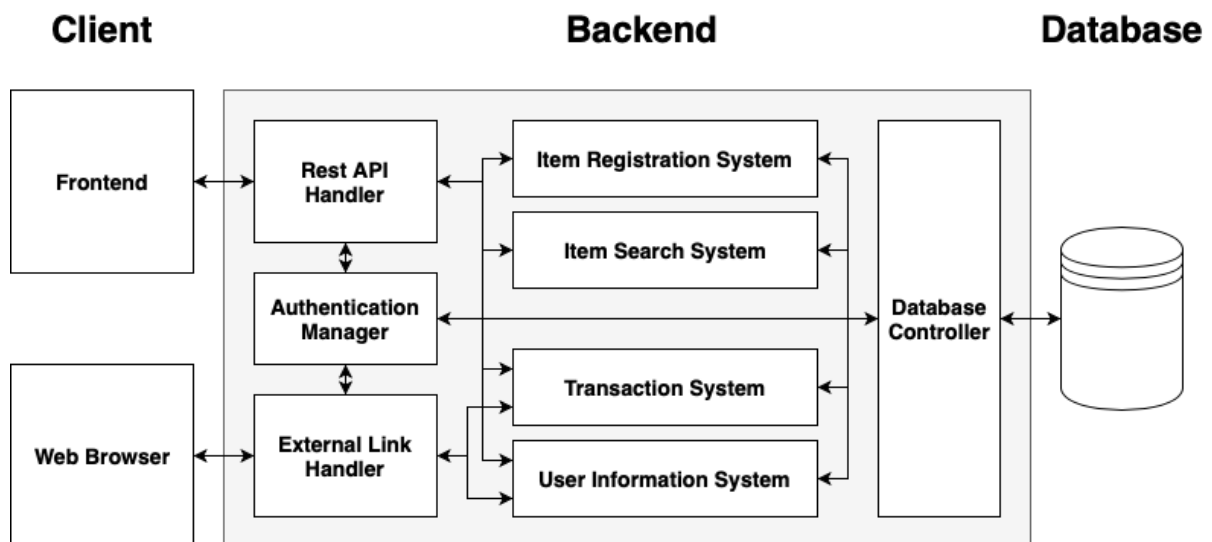 Client
Backend
Database
Frontend
Rest API
Handler
Item Registration System
Item Search System
Authentication
Manager
Database
Controller
Transaction System
Web Browser
External Link
Handler
User Information System